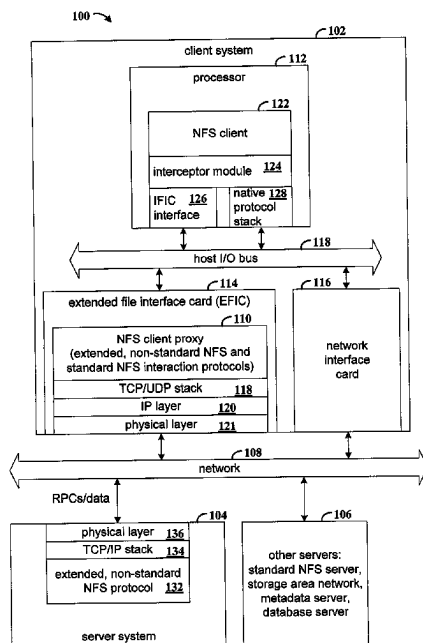 100
102
client system
112
processor
122
NFS client
interceptor module 124
IFIC 126
interface
native 128
protocol
stack
118
host I/O bus
114
extended file interface card (EFIC)
110
NFS client proxy
(extended, non-standard NFS and
standard NFS interaction protocols)
TCP/UDP stack 118
IP layer 120
physical layer 121
116
network
interface
card
108
network
RPCs/data
104
physical layer 136
TCP/IP stack 134
extended, non-standard
NFS protocol 132
server system
106
other servers:
standard NFS server,
storage area network,
metadata server,
database server